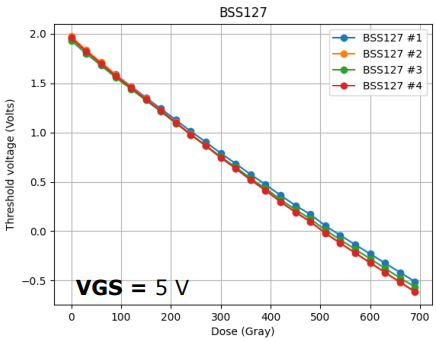 BSS127
2.0
1.5
1.0
0.5
0.0
−0.5
Threshold voltage (Volts)
BSS127 #1
BSS127 #2
BSS127 #3
BSS127 #4
VGS = 5 V
0 100 200 300 400 500 600 700
Dose (Gray)